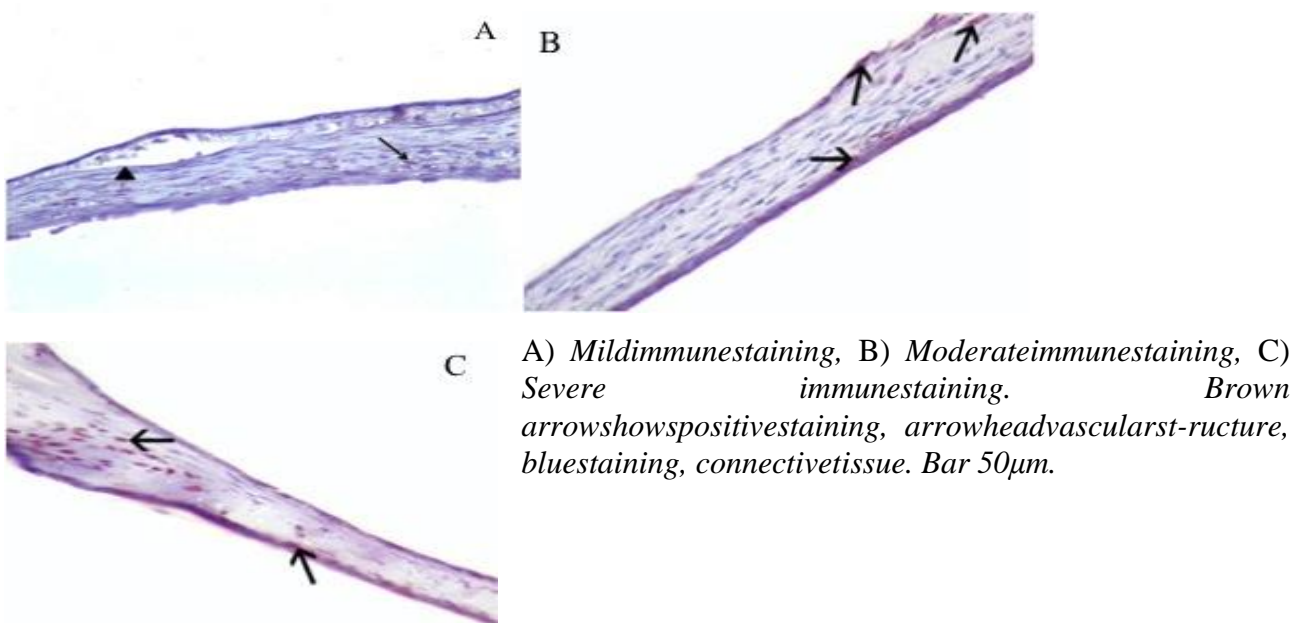 A
B
C
A) Mildimmunestaining, B) Moderateimmunestaining, C)
Severe immunestaining. Brown
arrowshowspositivestaining, arrowheadvascularst-ructure,
bluestaining, connectivetissue. Bar 50μm.